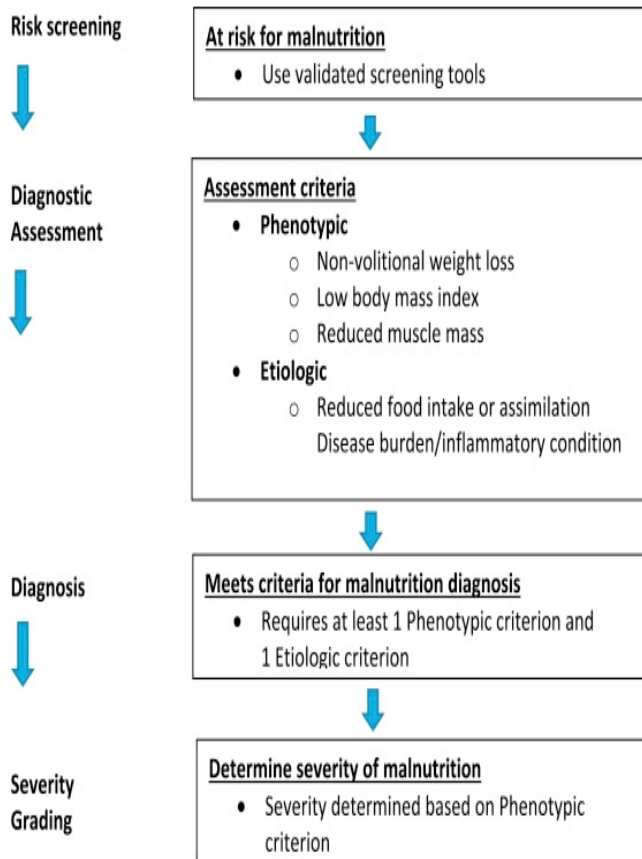 Risk screening
At risk for malnutrition
• Use validated screening tools
Diagnostic
Assessment
Assessment criteria
• Phenotypic
○ Non-volitional weight loss
○ Low body mass index
○ Reduced muscle mass
• Etiologic
○ Reduced food intake or assimilation
Disease burden/inflammatory condition
Diagnosis
Meets criteria for malnutrition diagnosis
• Requires at least 1 Phenotypic criterion and
1 Etiologic criterion
Severity
Grading
Determine severity of malnutrition
• Severity determined based on Phenotypic
criterion